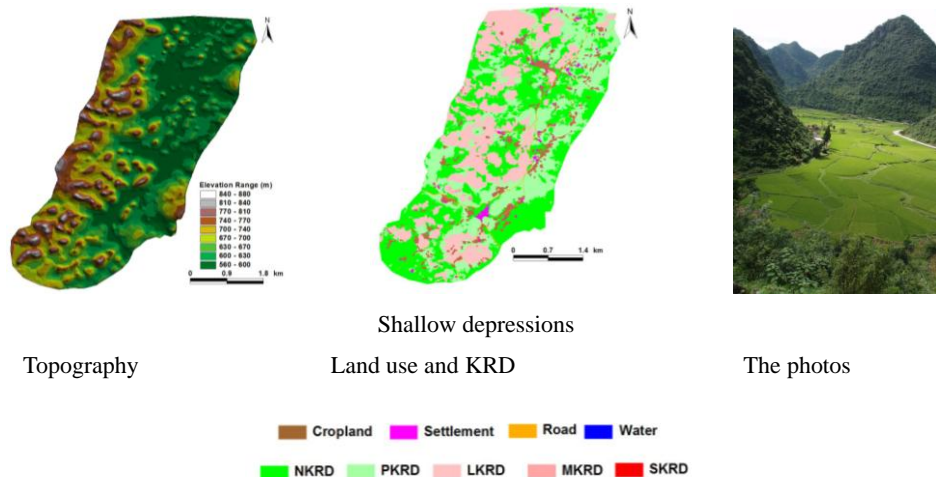 N
N
Elevation Range (m)
840 - 880
810 - 840
770 - 810
740 - 770
700 - 740
670 - 700
630 - 670
600 - 630
560 - 600
0 0.9 1.8 km
0 0.7 1.4 km
Shallow depressions
Topography Land use and KRD The photos
Cropland Settlement Road Water
NKRD PKRD LKRD MKRD SKRD